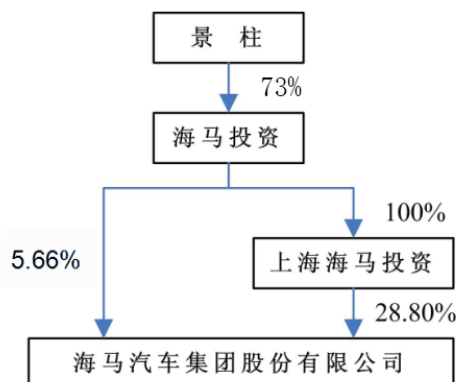 景 柱
73%
海马投资
100%
5.66%
上海海马投资
28.80%
海马汽车集团股份有限公司